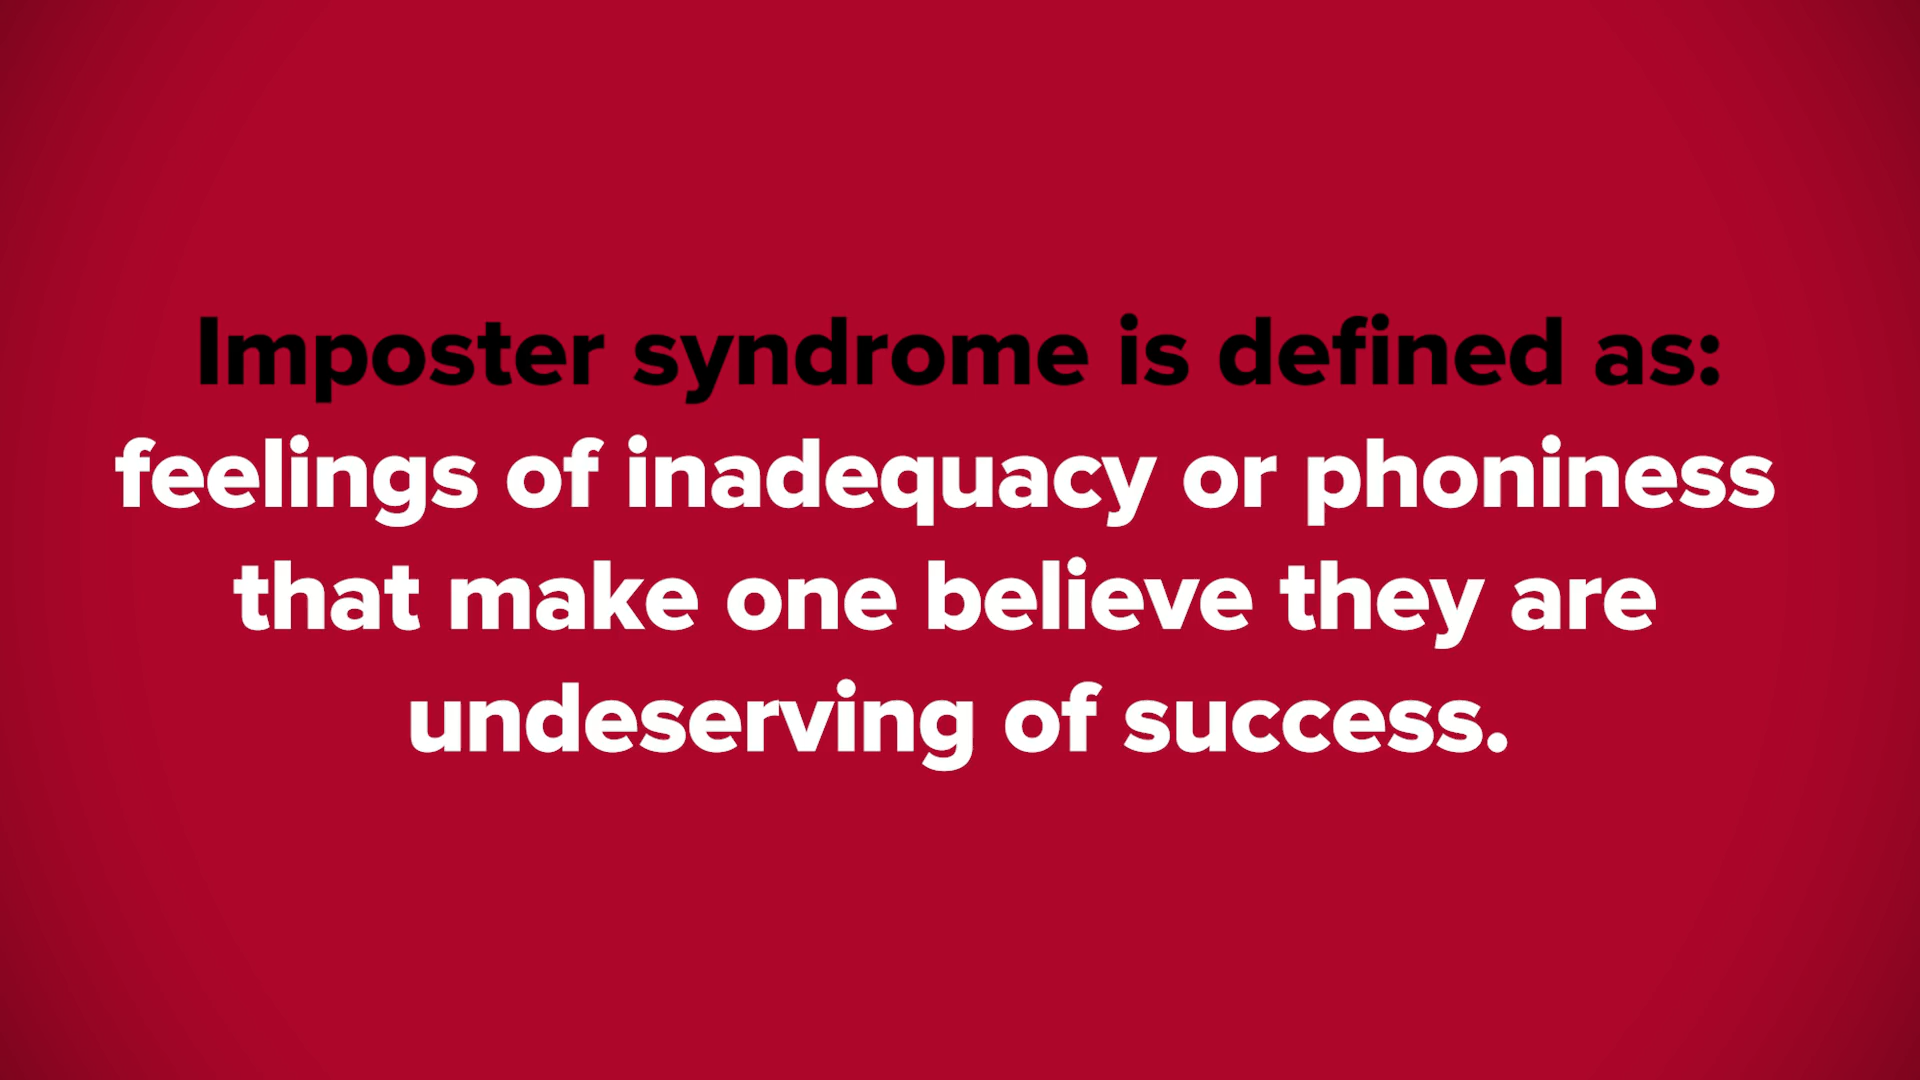 Imposter syndrome is defined as:
feelings of inadequacy or phoniness
that make one believe they are
undeserving of success.